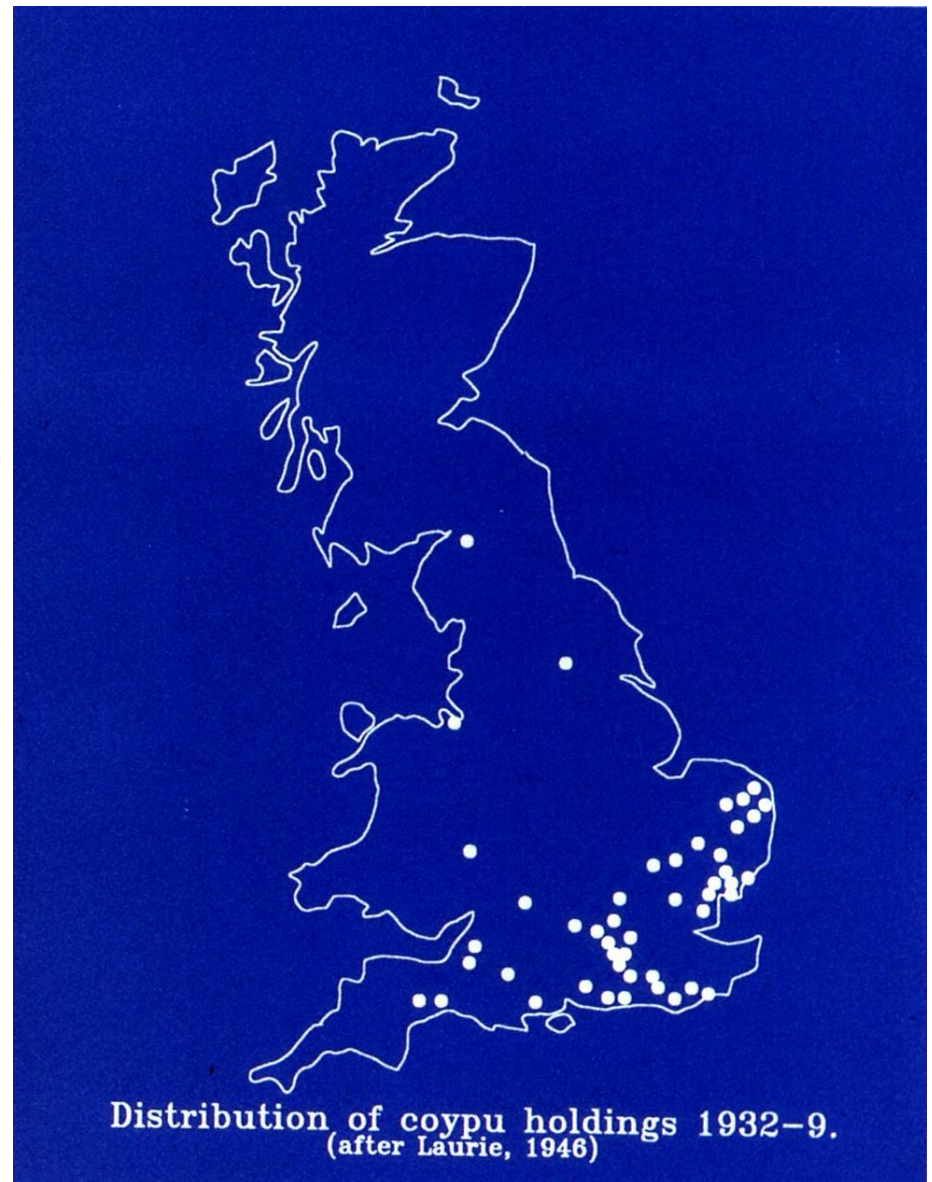 Distribution of coypu holdings 1932-9.
(after Laurie, 1946)